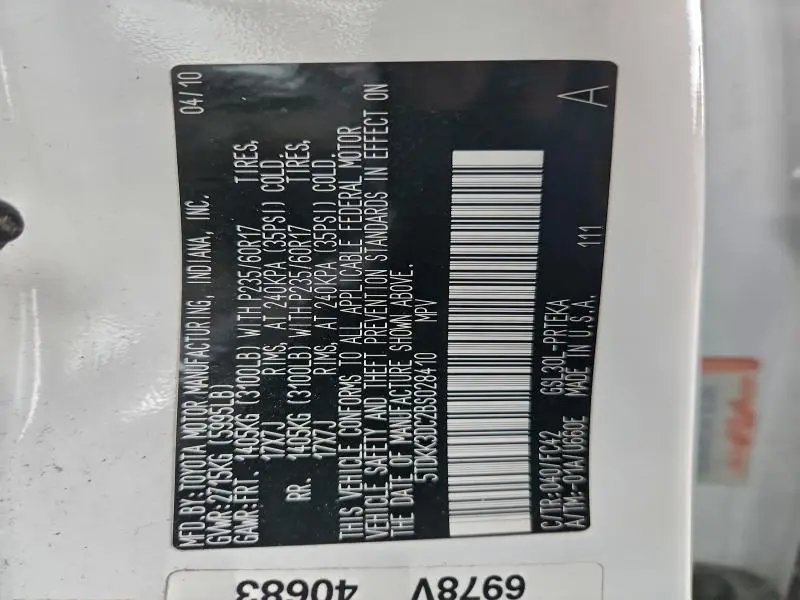 MFD.BY:TOYOTA MOTOR MANUFACTURING, INDIANA, INC. 04/10
GVWR:2715KG (5995LB)
GAWR:FRT. 1405KG (3100LB) WITH P235/60R17 TIRES,
17X7J RIMS, AT 240KPA (35PSI) COLD.
RR. 1405KG (3100LB) WITH P235/60R17 TIRES,
17X7J RIMS, AT 240KPA (35PSI) COLD.
THIS VEHICLE CONFORMS TO ALL APPLICABLE FEDERAL MOTOR
VEHICLE SAFETY AND THEFT PREVENTION STANDARDS IN EFFECT ON
THE DATE OF MANUFACTURE SHOWN ABOVE.
5TDKK3DC2BS028410 MPV
C/TR:040/FC42 GSL30L-PRTEKA
A/TM:-01A/U660E MADE IN U.S.A. 111 A
40683
6978V